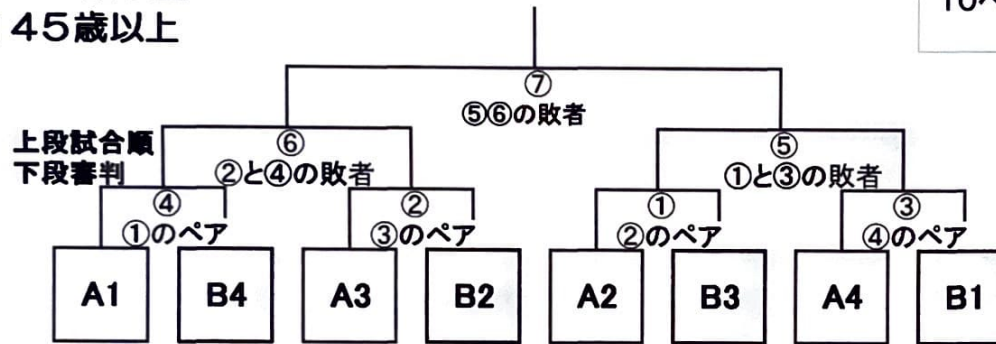 45歳以上
⑦
⑤⑥の敗者
上段試合順
下段審判
⑥
②と④の敗者
⑤
①と③の敗者
④
①のペア
②
③のペア
①
②のペア
③
④のペア
A1 B4 A3 B2 A2 B3 A4 B1